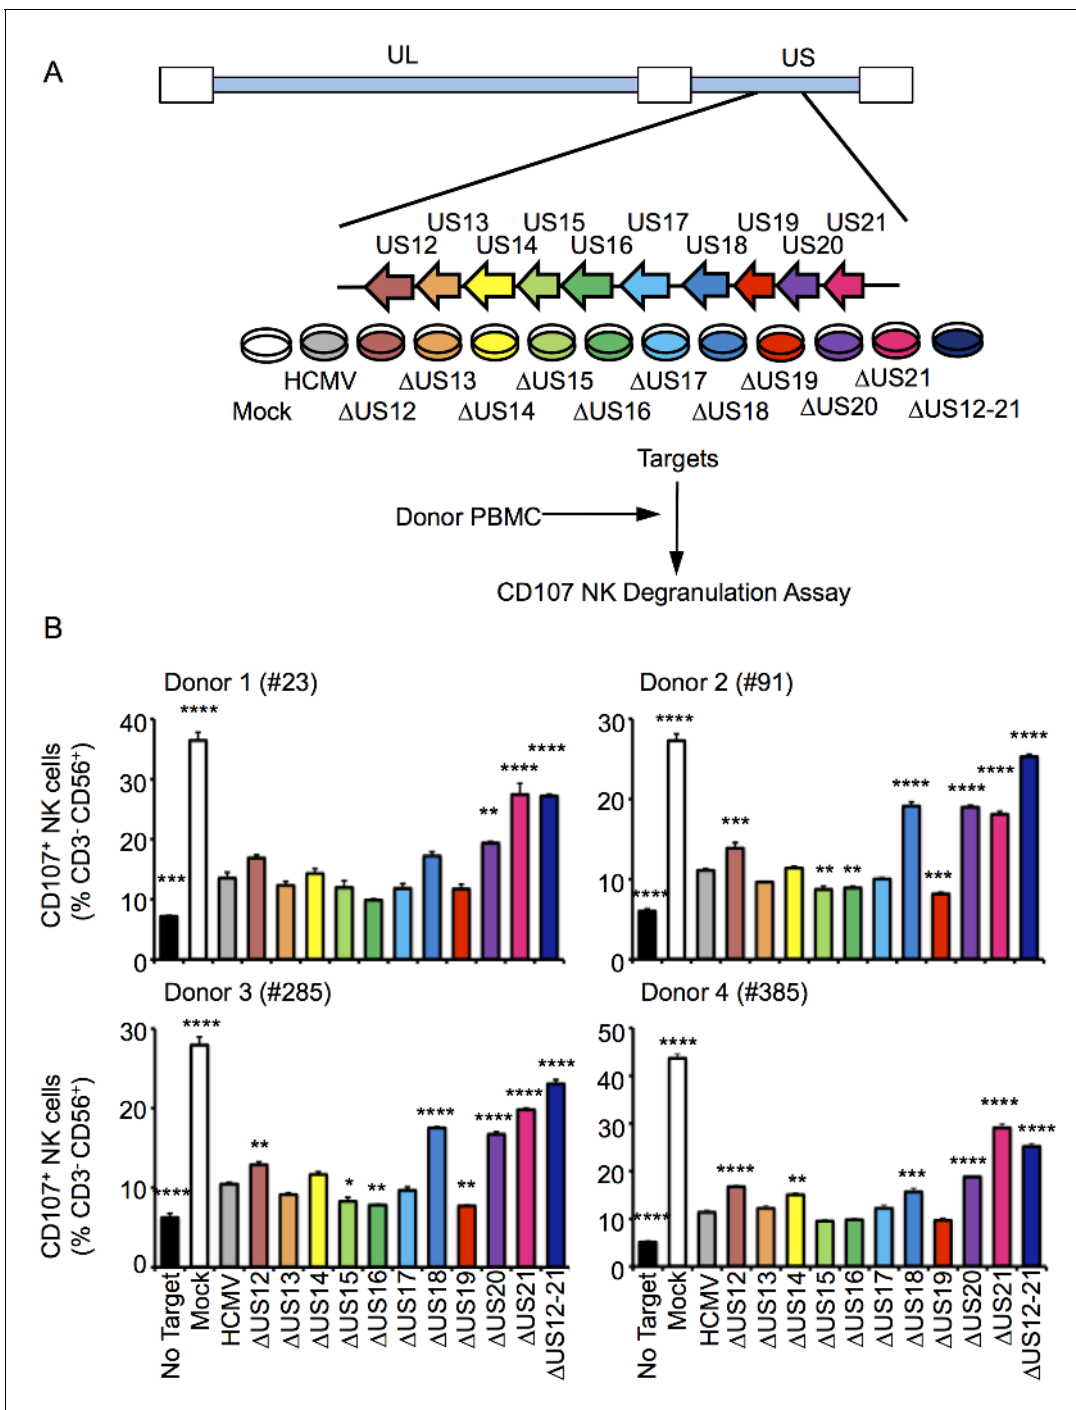 A
UL
US
US13 US15 US17 US19 US21
US12 US14 US16 US18 US20
HCMV ΔUS13 ΔUS15 ΔUS17 ΔUS19 ΔUS21
Mock ΔUS12 ΔUS14 ΔUS16 ΔUS18 ΔUS20 ΔUS12-21
Targets
Donor PBMC
CD107 NK Degranulation Assay
B
Donor 1 (#23)
CD107⁺ NK cells
(% CD3⁻ CD56⁺)
40
30
20
10
0
***
****
**
****
****
Donor 2 (#91)
30
20
10
0
****
****
***
**
**
****
***
****
****
****
Donor 3 (#285)
CD107⁺ NK cells
(% CD3⁻ CD56⁺)
30
20
10
0
****
****
**
*
**
****
**
****
****
****
No Target
Mock
HCMV
ΔUS12
ΔUS13
ΔUS14
ΔUS15
ΔUS16
ΔUS17
ΔUS18
ΔUS19
ΔUS20
ΔUS21
ΔUS12-21
Donor 4 (#385)
50
40
30
20
10
0
****
****
****
**
***
****
****
****
No Target
Mock
HCMV
ΔUS12
ΔUS13
ΔUS14
ΔUS15
ΔUS16
ΔUS17
ΔUS18
ΔUS19
ΔUS20
ΔUS21
ΔUS12-21